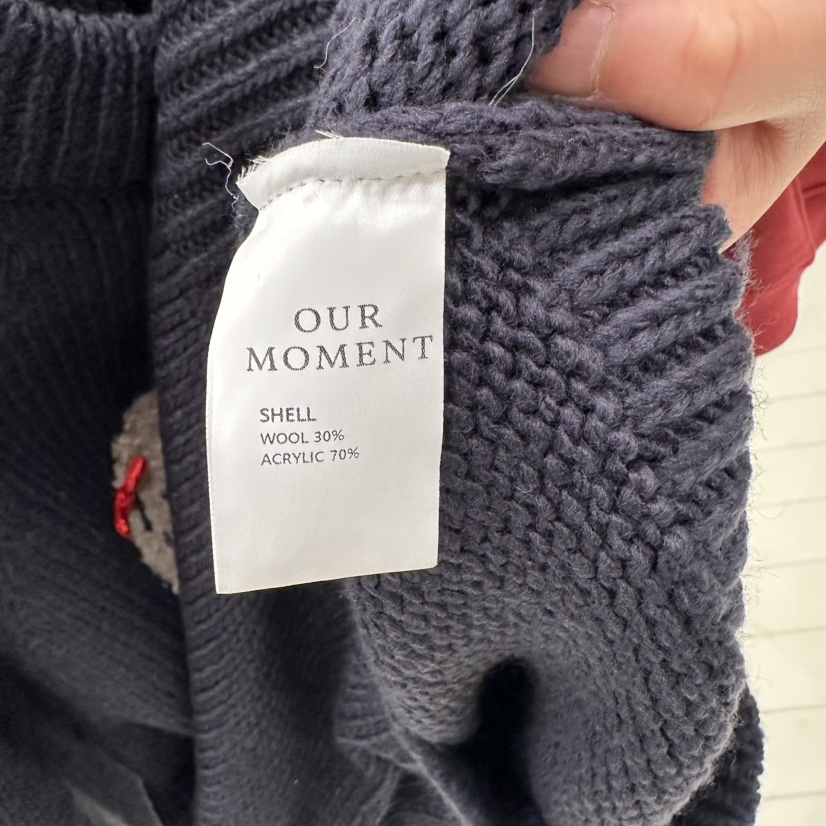 OUR
MOMENT
SHELL
WOOL 30%
ACRYLIC 70%